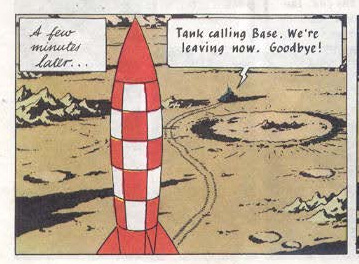 A few
minutes
later...
Tank calling Base. We're
leaving now. Goodbye!